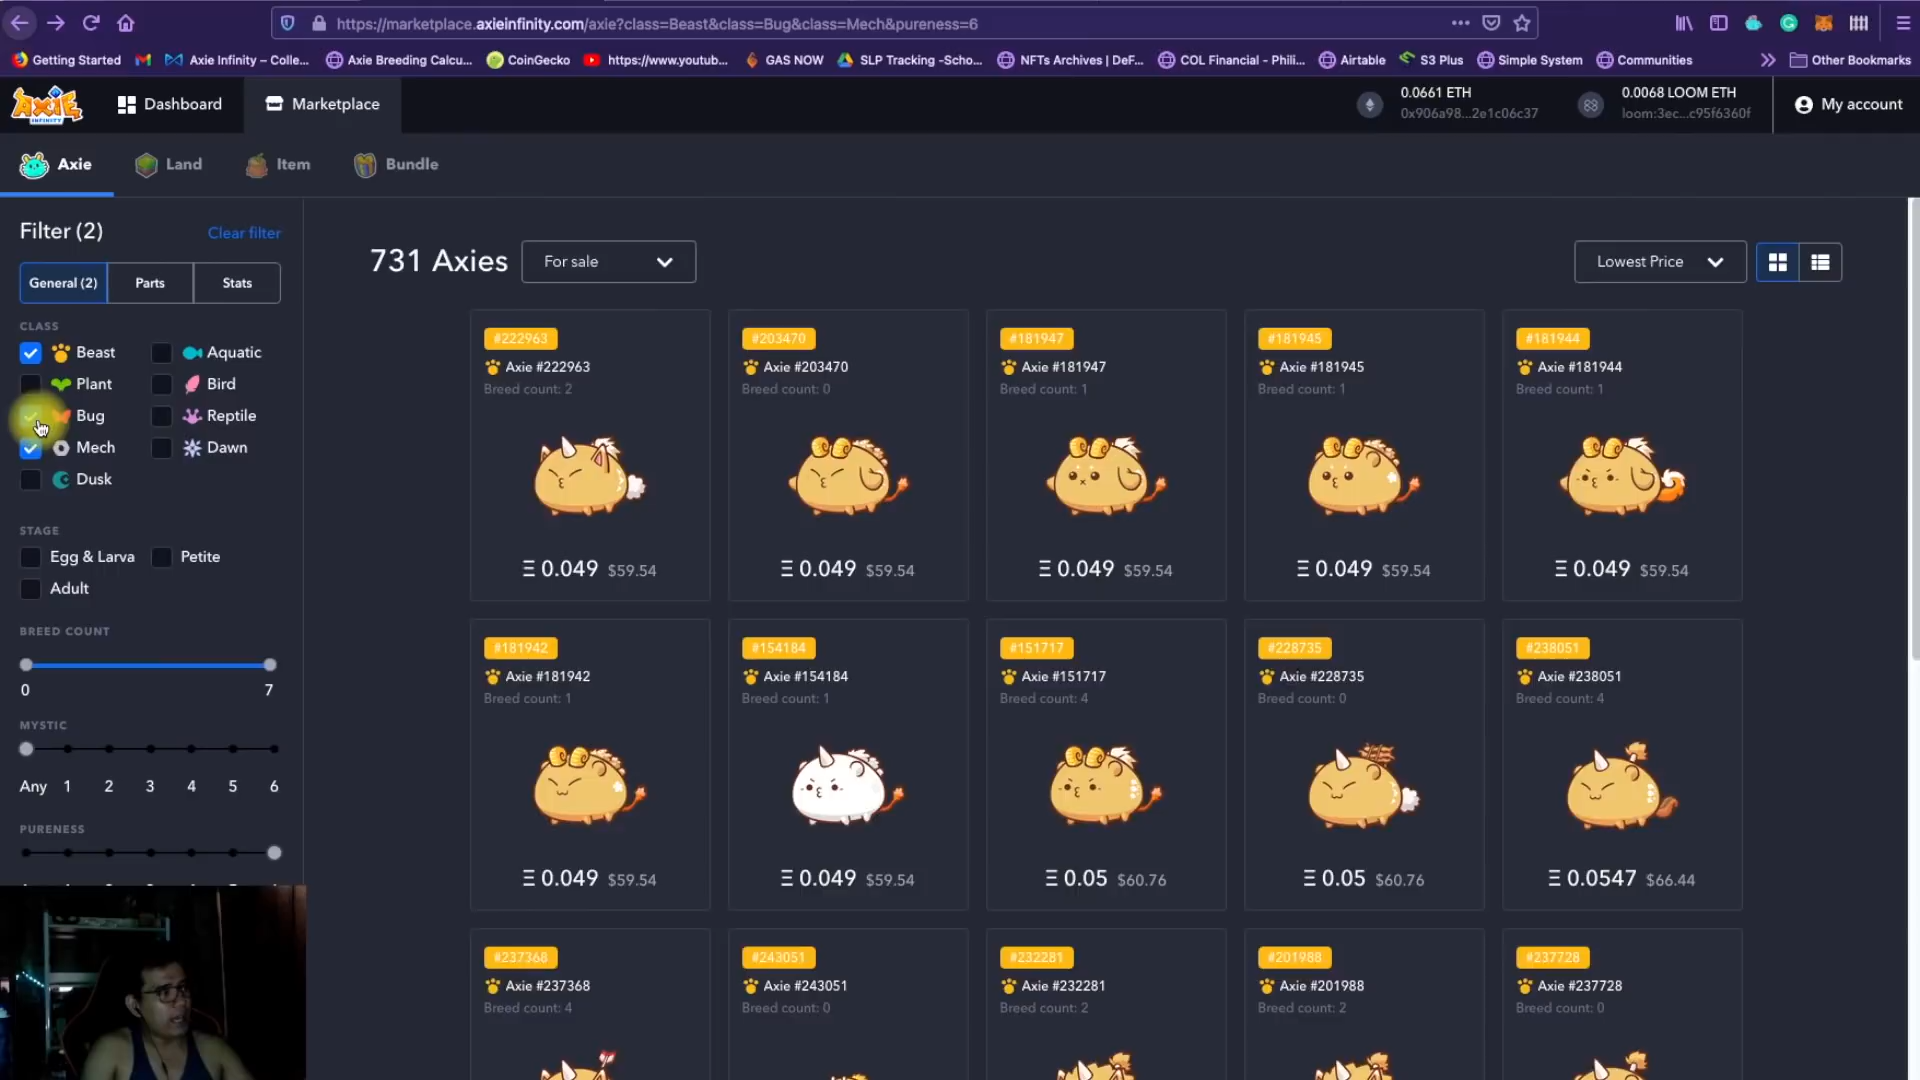 https://marketplace.axieinfinity.com/axie?class=Beast&class=Bug&class=Mech&pureness=6
Getting Started
Axie Infinity – Colle...
Axie Breeding Calcu...
CoinGecko
https://www.youtub...
GAS NOW
SLP Tracking -Scho...
NFTs Archives | DeF...
COL Financial - Phili...
Airtable
S3 Plus
Simple System
Communities
Other Bookmarks
AXIE
INFINITY
Dashboard
Marketplace
0.0661 ETH
0x906a98...2e1c06c37
0.0068 LOOM ETH
loom:3ec...c95f6360f
My account
Axie
Land
Item
Bundle
Filter (2)
Clear filter
General (2)
Parts
Stats
CLASS
Beast
Aquatic
Plant
Bird
Bug
Reptile
Mech
Dawn
Dusk
STAGE
Egg & Larva
Petite
Adult
BREED COUNT
0
7
MYSTIC
Any 1 2 3 4 5 6
PURENESS
731 Axies
For sale
Lowest Price
#222963
Axie #222963
Breed count: 2
Ξ 0.049 $59.54
#203470
Axie #203470
Breed count: 0
Ξ 0.049 $59.54
#181947
Axie #181947
Breed count: 1
Ξ 0.049 $59.54
#181945
Axie #181945
Breed count: 1
Ξ 0.049 $59.54
#181944
Axie #181944
Breed count: 1
Ξ 0.049 $59.54
#181942
Axie #181942
Breed count: 1
Ξ 0.049 $59.54
#154184
Axie #154184
Breed count: 1
Ξ 0.049 $59.54
#151717
Axie #151717
Breed count: 4
Ξ 0.05 $60.76
#228735
Axie #228735
Breed count: 0
Ξ 0.05 $60.76
#238051
Axie #238051
Breed count: 4
Ξ 0.0547 $66.44
#237368
Axie #237368
Breed count: 4
#243051
Axie #243051
Breed count: 0
#232281
Axie #232281
Breed count: 2
#201988
Axie #201988
Breed count: 2
#237728
Axie #237728
Breed count: 0